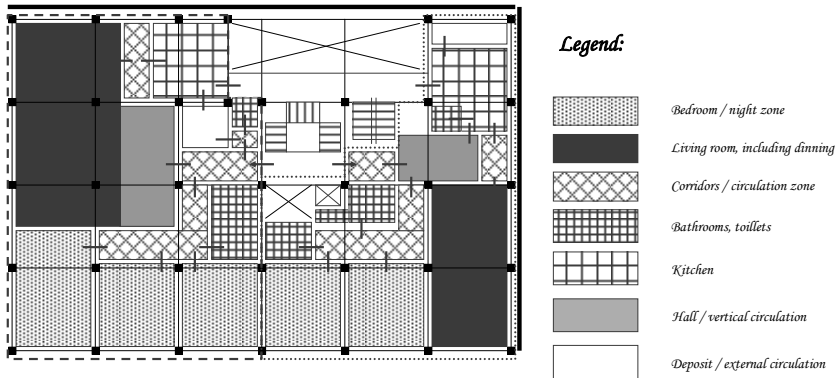 Legend:
Bedroom / night zone
Living room, including dinning
Corridors / circulation zone
Bathrooms, toillets
Kitchen
Hall / vertical circulation
Deposit / external circulation